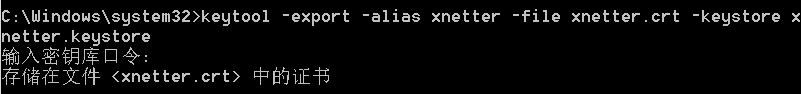 C:\Windows\system32>keytool -export -alias xnetter -file xnetter.crt -keystore x
netter.keystore
输入密钥库口令:
存储在文件 <xnetter.crt> 中的证书